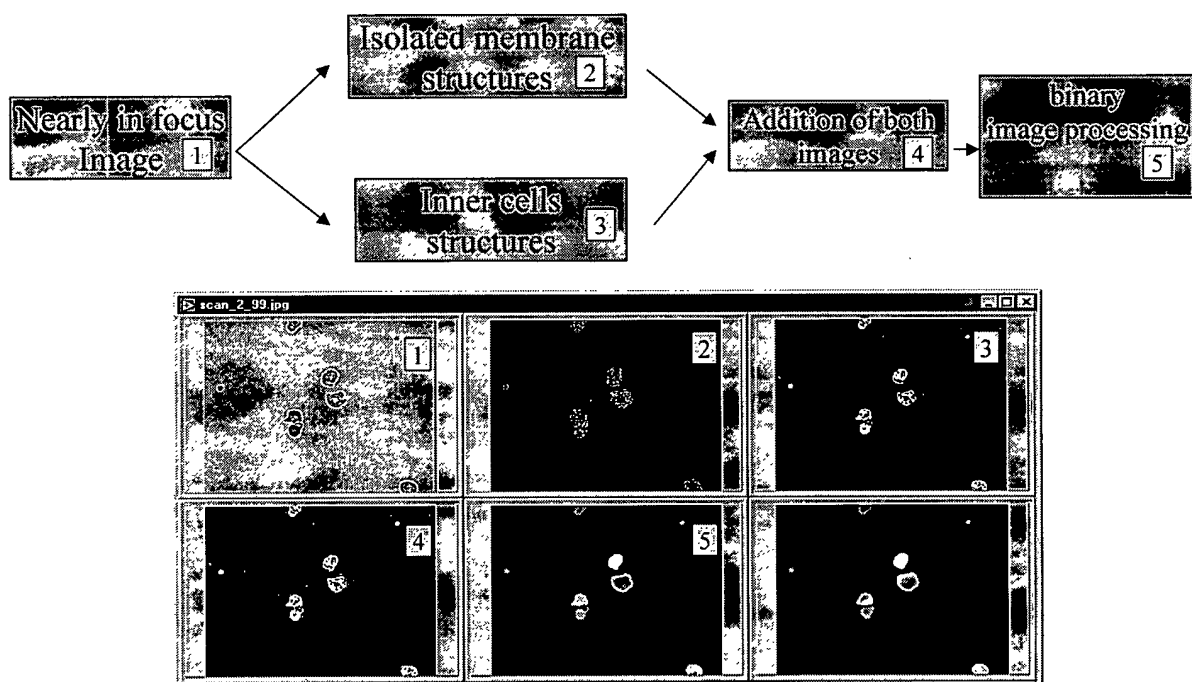 Nearly in focus
Image 1
Isolated membrane
structures 2
Inner cells
structures 3
Addition of both
images 4
binary
image processing
5
scan_2_99.jpg
1
2
3
4
5